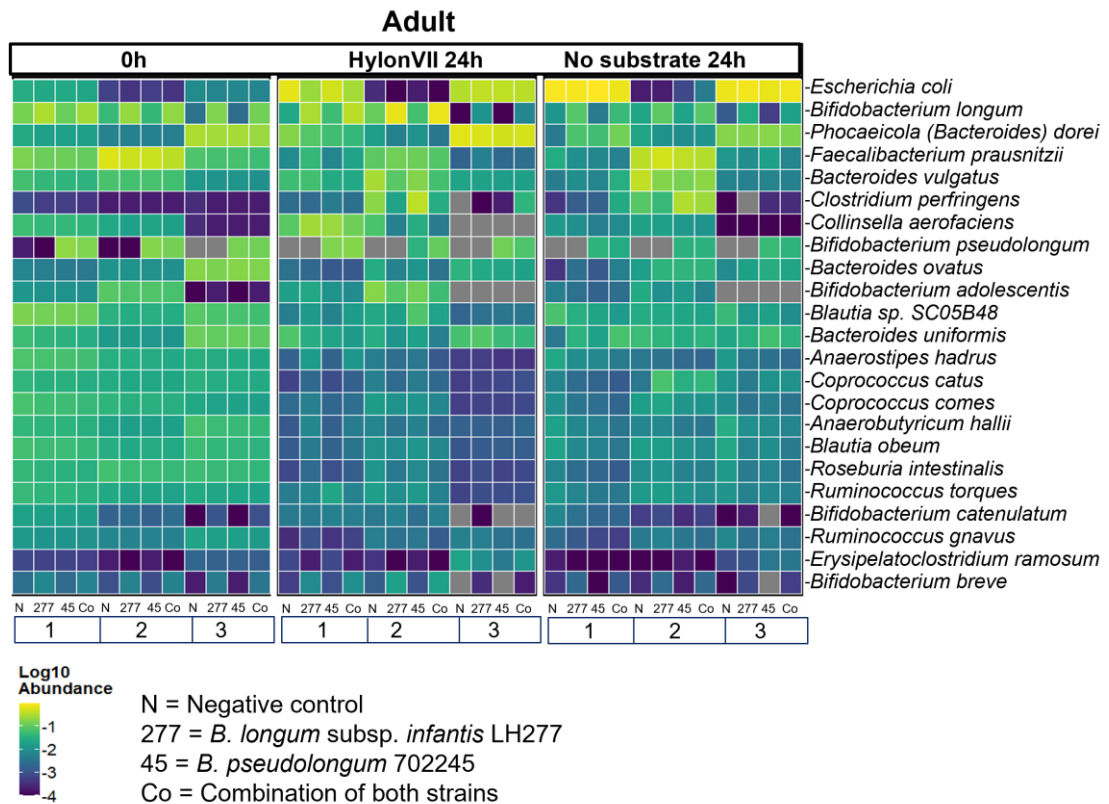 Adult
0h HylonVII 24h No substrate 24h
-Escherichia coli
-Bifidobacterium longum
-Phocaeicola (Bacteroides) dorei
-Faecalibacterium prausnitzii
-Bacteroides vulgatus
-Clostridium perfringens
-Collinsella aerofaciens
-Bifidobacterium pseudolongum
-Bacteroides ovatus
-Bifidobacterium adolescentis
-Blautia sp. SC05B48
-Bacteroides uniformis
-Anaerostipes hadrus
-Coprococcus catus
-Coprococcus comes
-Anaerobutyricum hallii
-Blautia obeum
-Roseburia intestinalis
-Ruminococcus torques
-Bifidobacterium catenulatum
-Ruminococcus gnavus
-Erysipelatoclostridium ramosum
-Bifidobacterium breve
N 277 45 Co N 277 45 Co N 277 45 Co N 277 45 Co N 277 45 Co N 277 45 Co N 277 45 Co N 277 45 Co N 277 45 Co
1 2 3 1 2 3 1 2 3
Log10
Abundance
-1
-2
-3
-4
N = Negative control
277 = B. longum subsp. infantis LH277
45 = B. pseudolongum 702245
Co = Combination of both strains